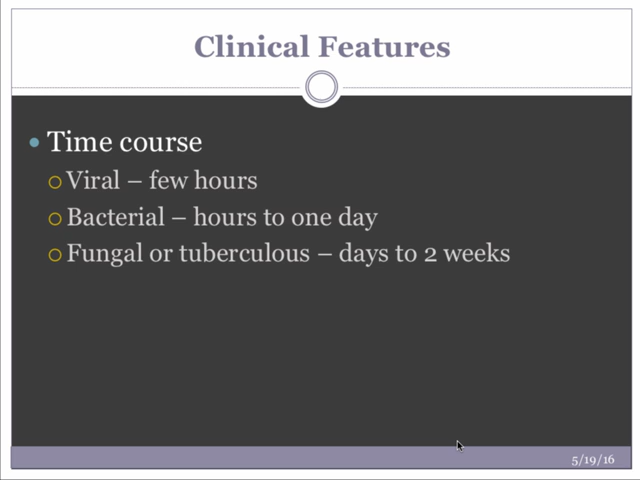 Clinical Features
Time course
Viral – few hours
Bacterial – hours to one day
Fungal or tuberculous – days to 2 weeks
5/19/16